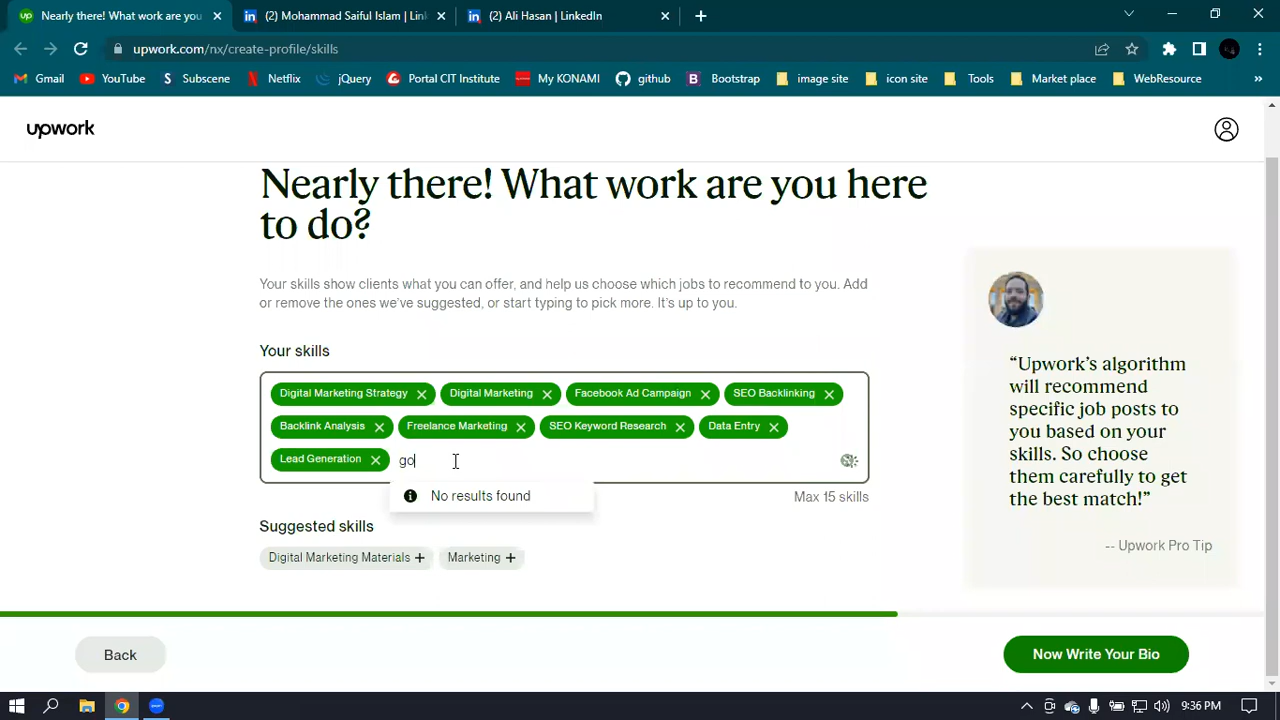 Nearly there! What work are you
(2) Mohammad Saiful Islam | Link
(2) Ali Hasan | LinkedIn
upwork.com/nx/create-profile/skills
Gmail
YouTube
Subscene
Netflix
jQuery
Portal CIT Institute
My KONAMI
github
Bootstrap
image site
icon site
Tools
Market place
WebResource
»
upwork
Nearly there! What work are you here
to do?
Your skills show clients what you can offer, and help us choose which jobs to recommend to you. Add
or remove the ones we've suggested, or start typing to pick more. It's up to you.
Your skills
Digital Marketing Strategy
Digital Marketing
Facebook Ad Campaign
SEO Backlinking
Backlink Analysis
Freelance Marketing
SEO Keyword Research
Data Entry
Lead Generation
go
No results found
Max 15 skills
Suggested skills
Digital Marketing Materials +
Marketing +
“Upwork’s algorithm
will recommend
specific job posts to
you based on your
skills. So choose
them carefully to get
the best match!”
-- Upwork Pro Tip
Back
Now Write Your Bio
9:36 PM